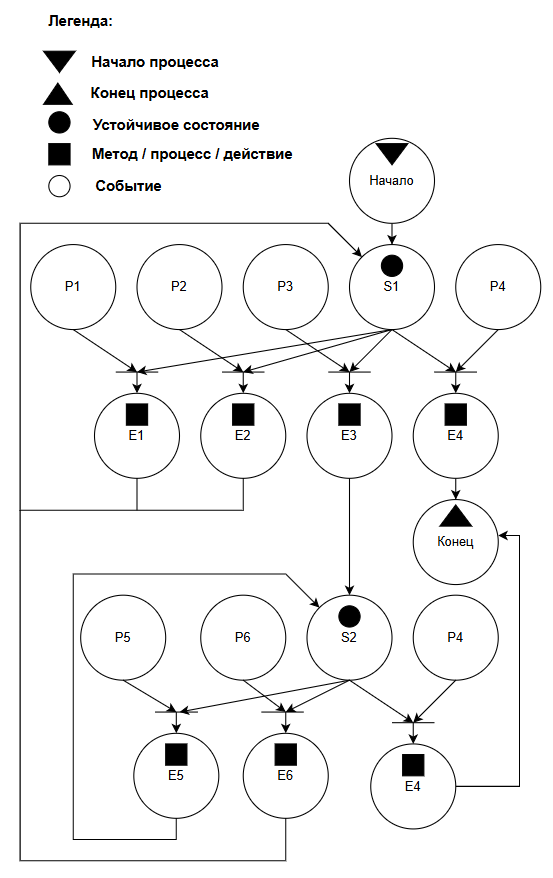 Легенда:
Начало процесса
Конец процесса
Устойчивое состояние
Метод / процесс / действие
Событие
Начало
P1
P2
P3
S1
P4
E1
E2
E3
E4
Конец
P5
P6
S2
P4
E5
E6
E4